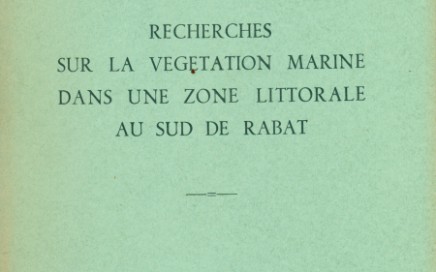 RECHERCHES
SUR LA VEGETATION MARINE
DANS UNE ZONE LITTORALE
AU SUD DE RABAT